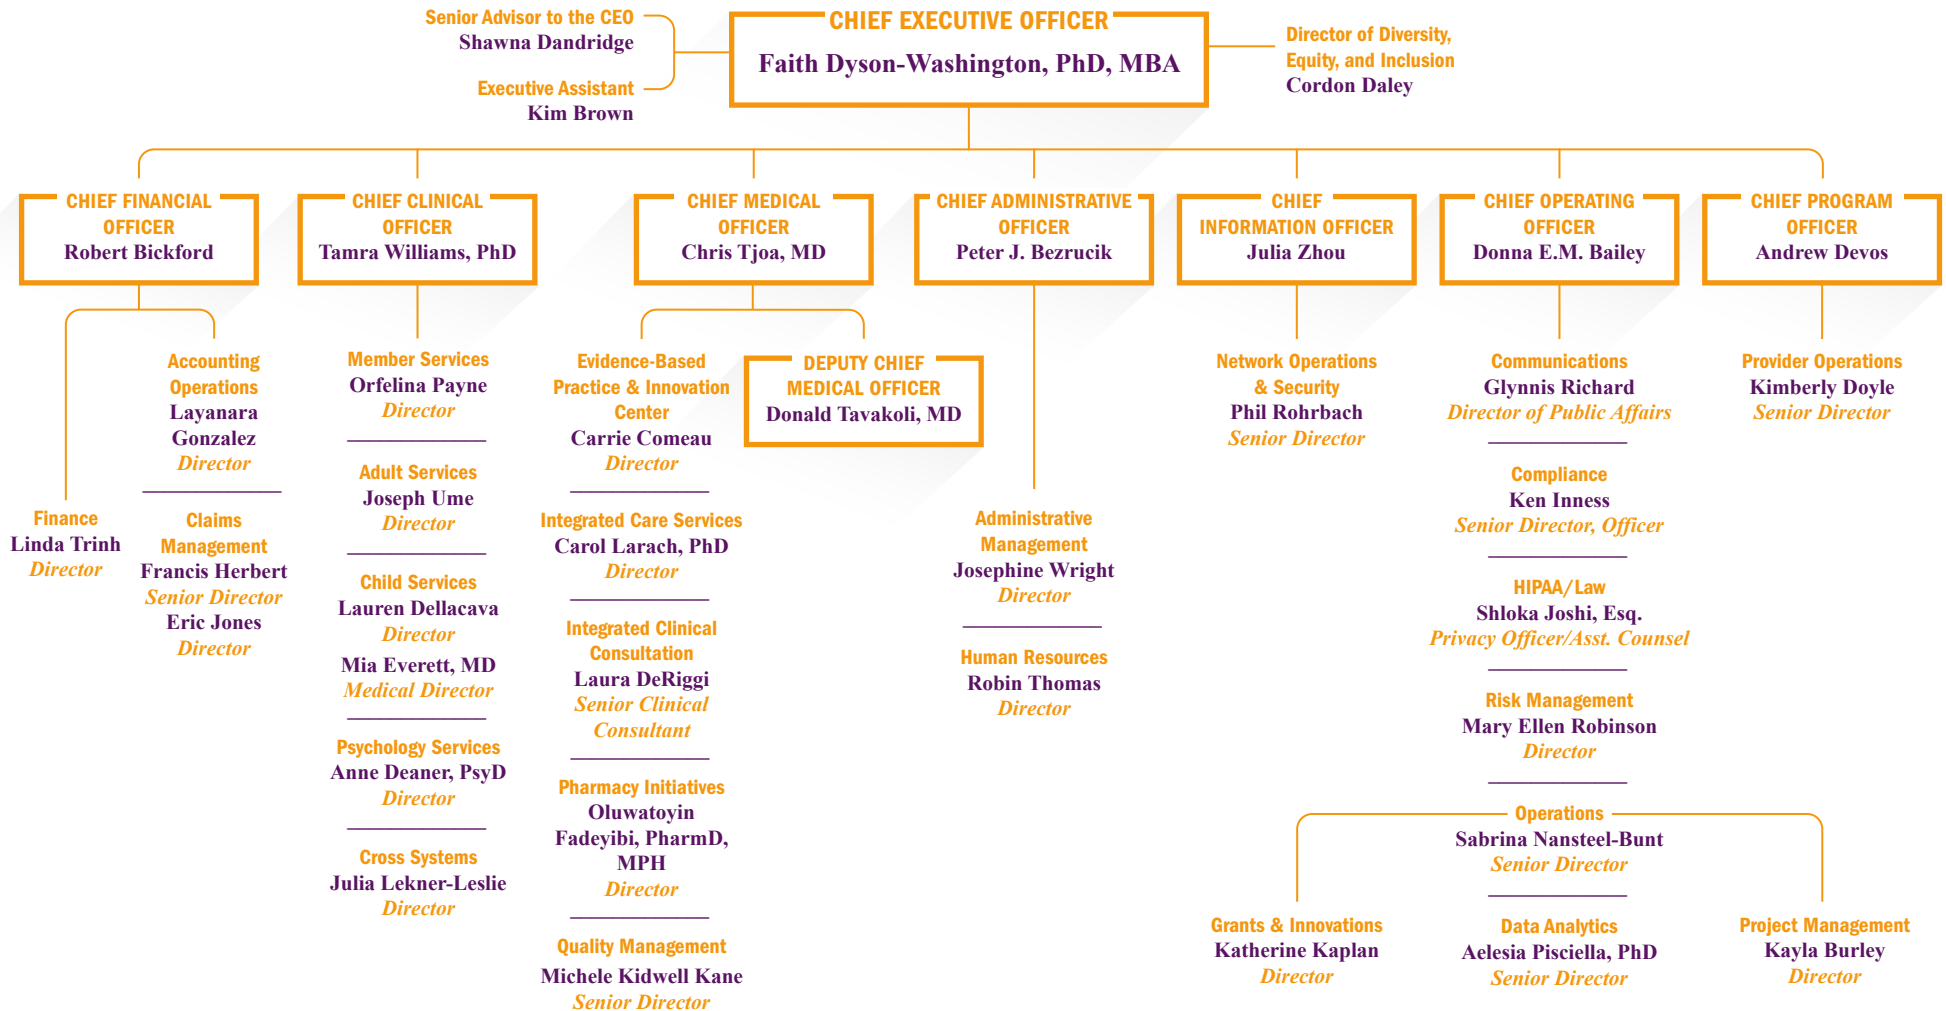 Senior Advisor to the CEO
Shawna Dandridge
Executive Assistant
Kim Brown
CHIEF EXECUTIVE OFFICER
Faith Dyson-Washington, PhD, MBA
Director of Diversity,
Equity, and Inclusion
Cordon Daley
CHIEF FINANCIAL
OFFICER
Robert Bickford
Finance
Linda Trinh
Director
Accounting
Operations
Layanara
Gonzalez
Director
Claims
Management
Francis Herbert
Senior Director
Eric Jones
Director
CHIEF CLINICAL
OFFICER
Tamra Williams, PhD
Member Services
Orfelina Payne
Director
Adult Services
Joseph Ume
Director
Child Services
Lauren Dellacava
Director
Mia Everett, MD
Medical Director
Psychology Services
Anne Deaner, PsyD
Director
Cross Systems
Julia Lekner-Leslie
Director
CHIEF MEDICAL
OFFICER
Chris Tjoa, MD
Evidence-Based
Practice & Innovation
Center
Carrie Comeau
Director
Integrated Care Services
Carol Larach, PhD
Director
Integrated Clinical
Consultation
Laura DeRiggi
Senior Clinical
Consultant
Pharmacy Initiatives
Oluwatoyin
Fadeyibi, PharmD,
MPH
Director
Quality Management
Michele Kidwell Kane
Senior Director
DEPUTY CHIEF
MEDICAL OFFICER
Donald Tavakoli, MD
CHIEF ADMINISTRATIVE
OFFICER
Peter J. Bezrucik
Administrative
Management
Josephine Wright
Director
Human Resources
Robin Thomas
Director
CHIEF
INFORMATION OFFICER
Julia Zhou
Network Operations
& Security
Phil Rohrbach
Senior Director
CHIEF OPERATING
OFFICER
Donna E.M. Bailey
Communications
Glynnis Richard
Director of Public Affairs
Compliance
Ken Inness
Senior Director, Officer
HIPAA/Law
Shloka Joshi, Esq.
Privacy Officer/Asst. Counsel
Risk Management
Mary Ellen Robinson
Director
Operations
Sabrina Nansteel-Bunt
Senior Director
Grants & Innovations
Katherine Kaplan
Director
Data Analytics
Aelesia Pisciella, PhD
Senior Director
Project Management
Kayla Burley
Director
CHIEF PROGRAM
OFFICER
Andrew Devos
Provider Operations
Kimberly Doyle
Senior Director